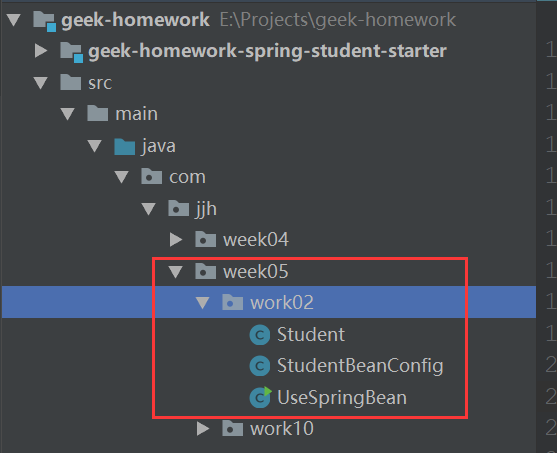 geek-homework E:\Projects\geek-homework
geek-homework-spring-student-starter
src
main
java
com
jjh
week04
week05
work02
Student
StudentBeanConfig
UseSpringBean
work10